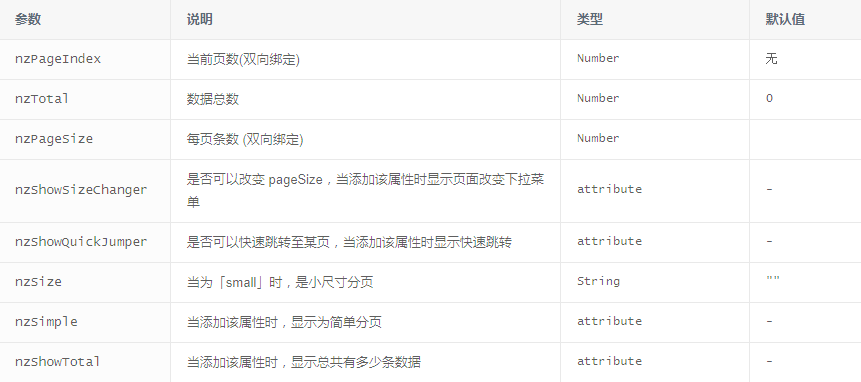 参数 说明 类型 默认值
nzPageIndex 当前页数(双向绑定) Number 无
nzTotal 数据总数 Number 0
nzPageSize 每页条数 (双向绑定) Number
nzShowSizeChanger 是否可以改变 pageSize，当添加该属性时显示页面改变下拉菜 attribute -
单
nzShowQuickJumper 是否可以快速跳转至某页，当添加该属性时显示快速跳转 attribute -
nzSize 当为「small」时，是小尺寸分页 String ""
nzSimple 当添加该属性时，显示为简单分页 attribute -
nzShowTotal 当添加该属性时，显示总共有多少条数据 attribute -